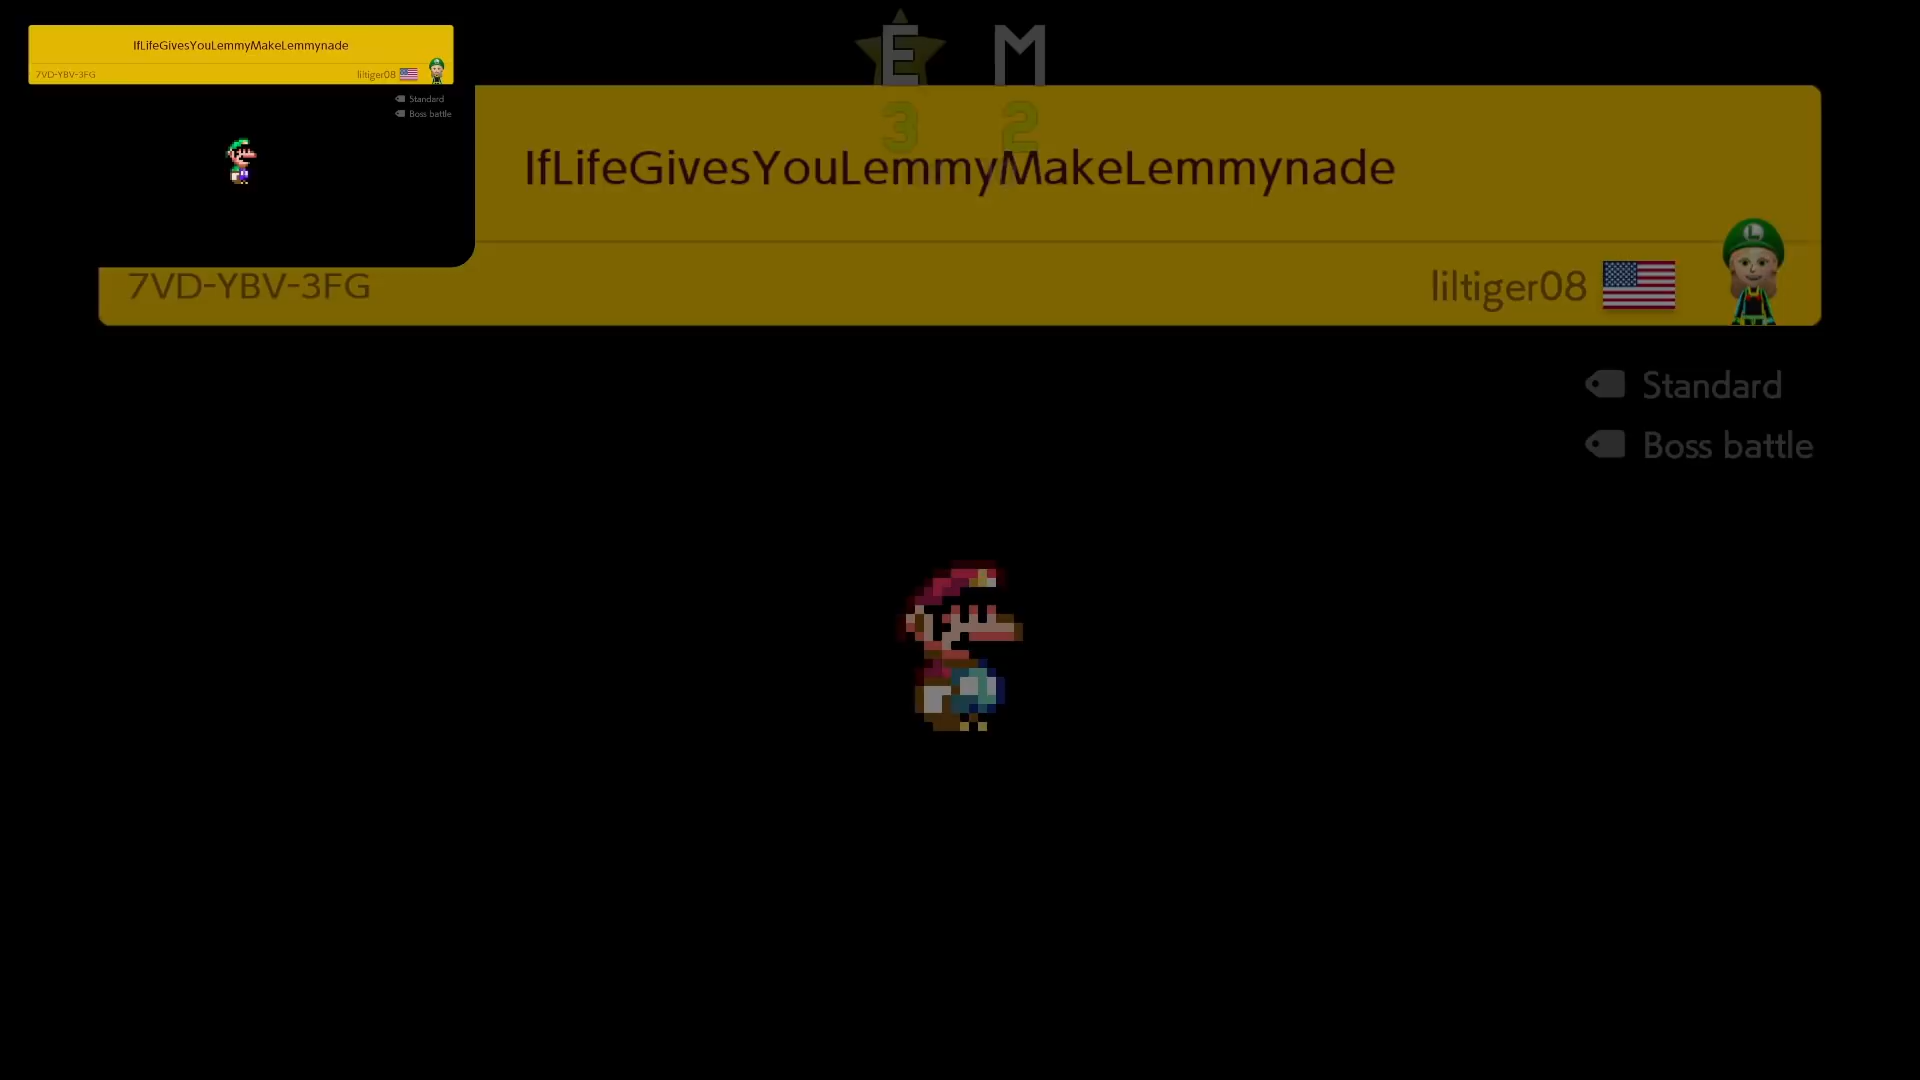 IfLifeGivesYouLemmyMakeLemmynade
7VD-YBV-3FG
liltiger08
Standard
Boss battle
E M
3 2
IfLifeGivesYouLemmyMakeLemmynade
7VD-YBV-3FG
liltiger08
L
Standard
Boss battle